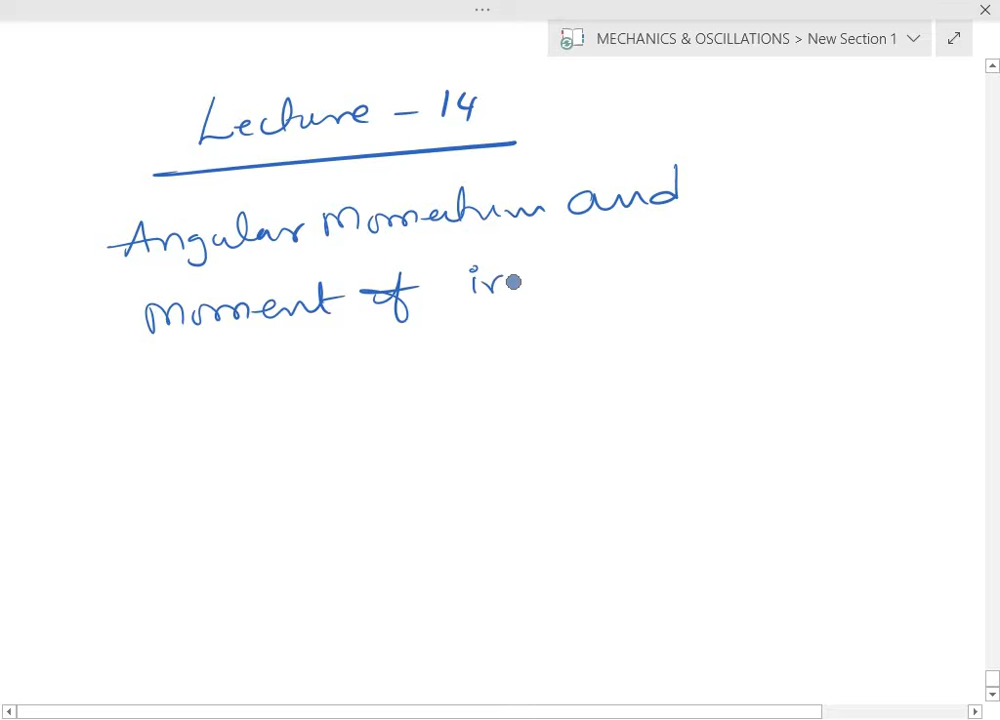 ...
MECHANICS & OSCILLATIONS > New Section 1
Lecture - 14
Angular Momentum and
moment of